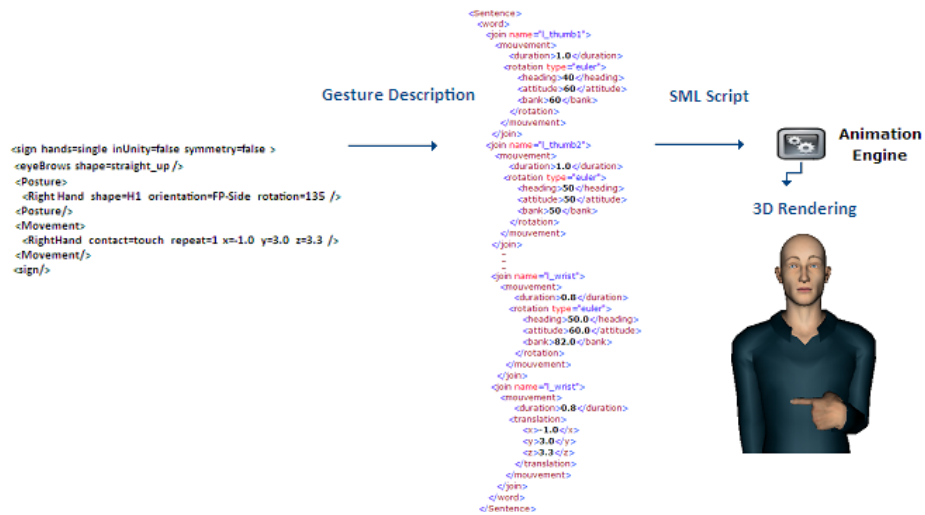 <sign hands=single inUnity=false symmetry=false >
<eyeBrows shape=straight_up />
<Posture>
<Right Hand shape=H1 orientation=FP-Side rotation=135 />
<Posture/>
<Movement>
<RightHand contact=touch repeat=1 x=-1.0 y=3.0 z=3.3 />
<Movement/>
<sign/>
Gesture Description
<Sentence>
<word>
<join name="l_thumb1">
<mouvement>
<duration>1.0</duration>
<rotation type="euler">
<heading>40</heading>
<attitude>60</attitude>
<bank>60</bank>
</rotation>
</mouvement>
</join>
<join name="l_thumb2">
<mouvement>
<duration>1.0</duration>
<rotation type="euler">
<heading>50</heading>
<attitude>50</attitude>
<bank>50</bank>
</rotation>
</mouvement>
</join>
-
-
-
<join name="l_wrist">
<mouvement>
<duration>0.8</duration>
<rotation type="euler">
<heading>50.0</heading>
<attitude>60.0</attitude>
<bank>82.0</bank>
</rotation>
</mouvement>
</join>
<join name="l_wrist">
<mouvement>
<duration>0.8</duration>
<translation>
<x>-1.0</x>
<y>3.0</y>
<z>3.3</z>
</translation>
</mouvement>
</join>
</word>
</Sentence>
SML Script
Animation
Engine
3D Rendering